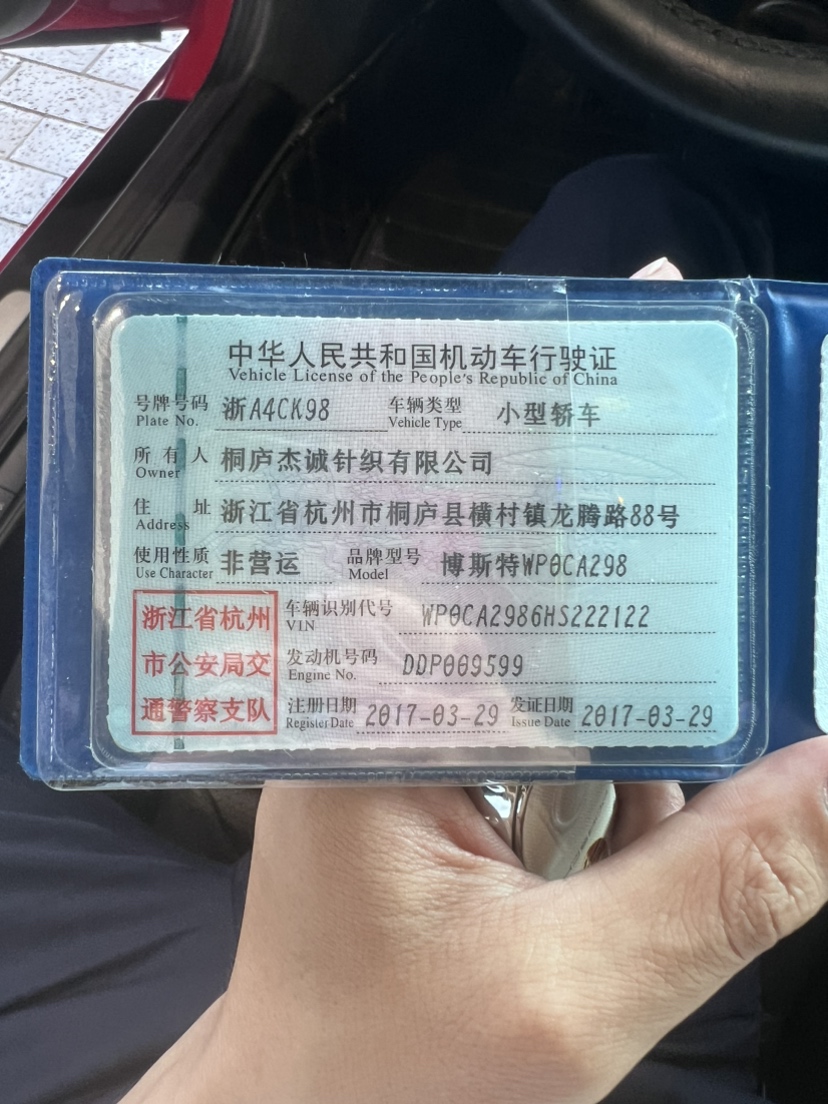 中华人民共和国机动车行驶证
Vehicle License of the People's Republic of China
号牌号码 浙A4CK98 车辆类型 小型轿车
Plate No. Vehicle Type
所有人 桐庐杰诚针织有限公司
Owner
住址 浙江省杭州市桐庐县横村镇龙腾路88号
Address
使用性质 非营运 品牌型号 博斯特WP0CA298
Use Character Model
浙江省杭州
市公安局交
通警察支队
车辆识别代号 WP0CA2986HS222122
VIN
发动机号码 DDP009599
Engine No.
注册日期 2017-03-29 发证日期 2017-03-29
Register Date Issue Date